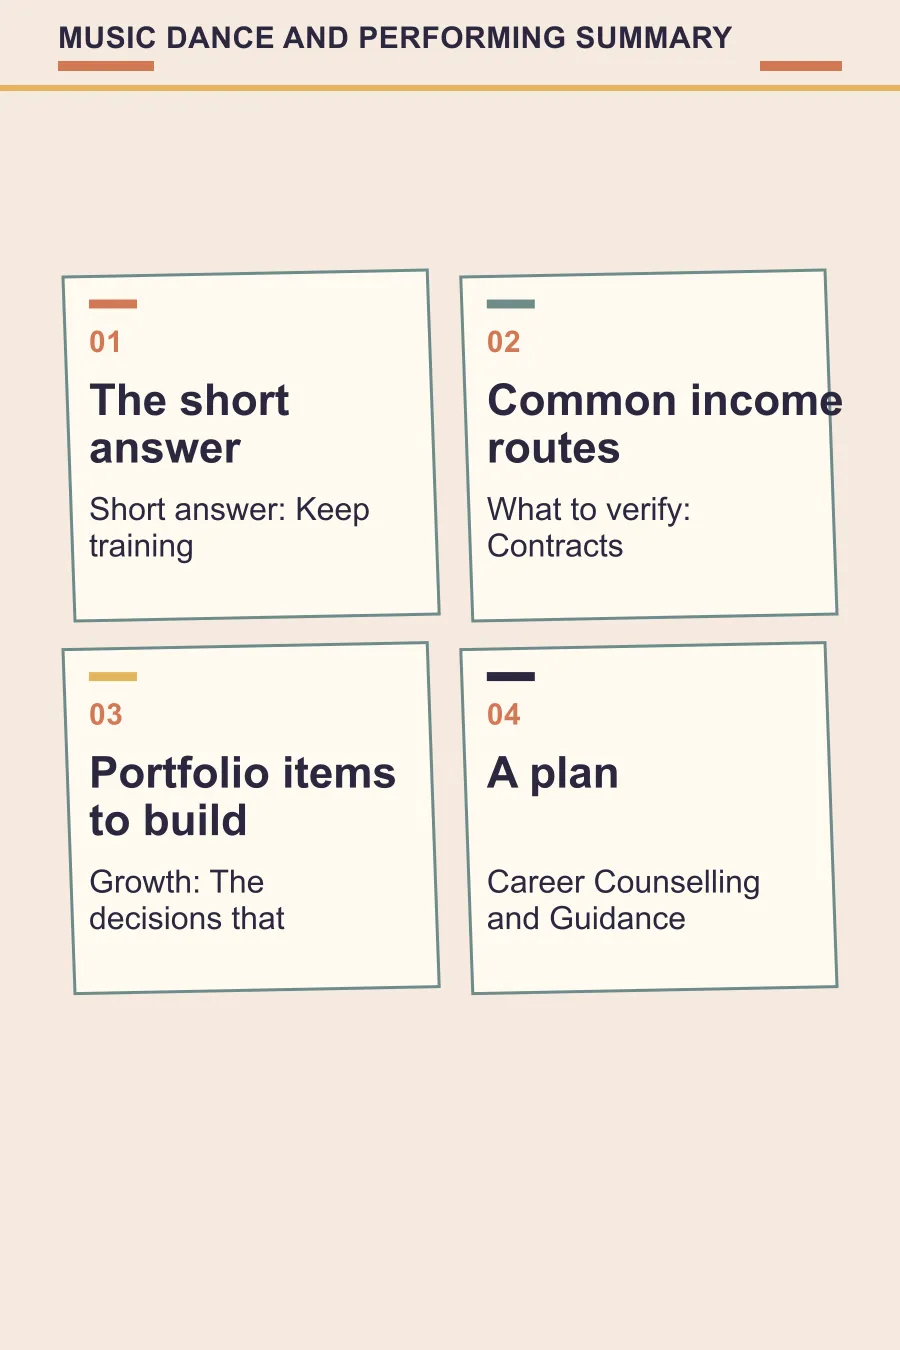 MUSIC DANCE AND PERFORMING SUMMARY
01
The short
answer
Short answer: Keep
training
02
Common income
routes
What to verify:
Contracts
03
Portfolio items
to build
Growth: The
decisions that
04
A plan
Career Counselling
and Guidance